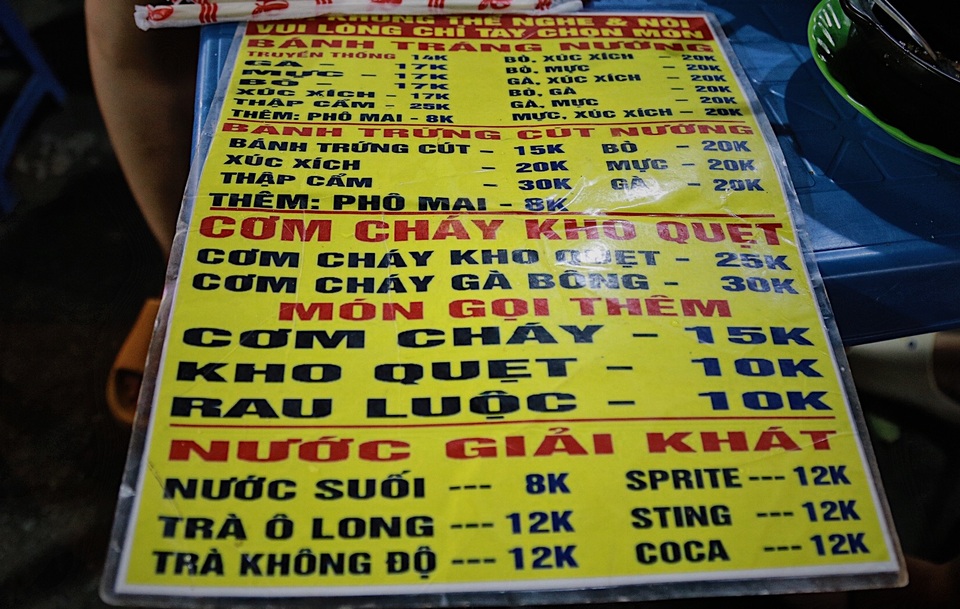 KHÔNG THỂ NGHE & NÓI
VUI LÒNG CHỈ TAY CHỌN MÓN
BÁNH TRÁNG NƯỚNG
TRUYỀN THỐNG 14K
GÀ - 17K
MỰC - 17K
BÒ - 17K
XÚC XÍCH - 17K
THẬP CẨM - 25K
THÊM: PHÔ MAI - 8K
BÒ, XÚC XÍCH - 20K
BÒ, MỰC - 20K
GÀ, XÚC XÍCH - 20K
BÒ, GÀ - 20K
GÀ, MỰC - 20K
MỰC, XÚC XÍCH - 20K
BÁNH TRỨNG CÚT NƯỚNG
BÁNH TRỨNG CÚT - 15K
XÚC XÍCH - 20K
THẬP CẨM - 30K
THÊM: PHÔ MAI - 8K
BÒ - 20K
MỰC - 20K
GÀ - 20K
CƠM CHÁY KHO QUẸT
CƠM CHÁY KHO QUẸT - 25K
CƠM CHÁY GÀ BÔNG - 30K
MÓN GỌI THÊM
CƠM CHÁY - 15K
KHO QUẸT - 10K
RAU LUỘC - 10K
NƯỚC GIẢI KHÁT
NƯỚC SUỐI --- 8K
TRÀ Ô LONG --- 12K
TRÀ KHÔNG ĐỘ --- 12K
SPRITE --- 12K
STING --- 12K
COCA --- 12K